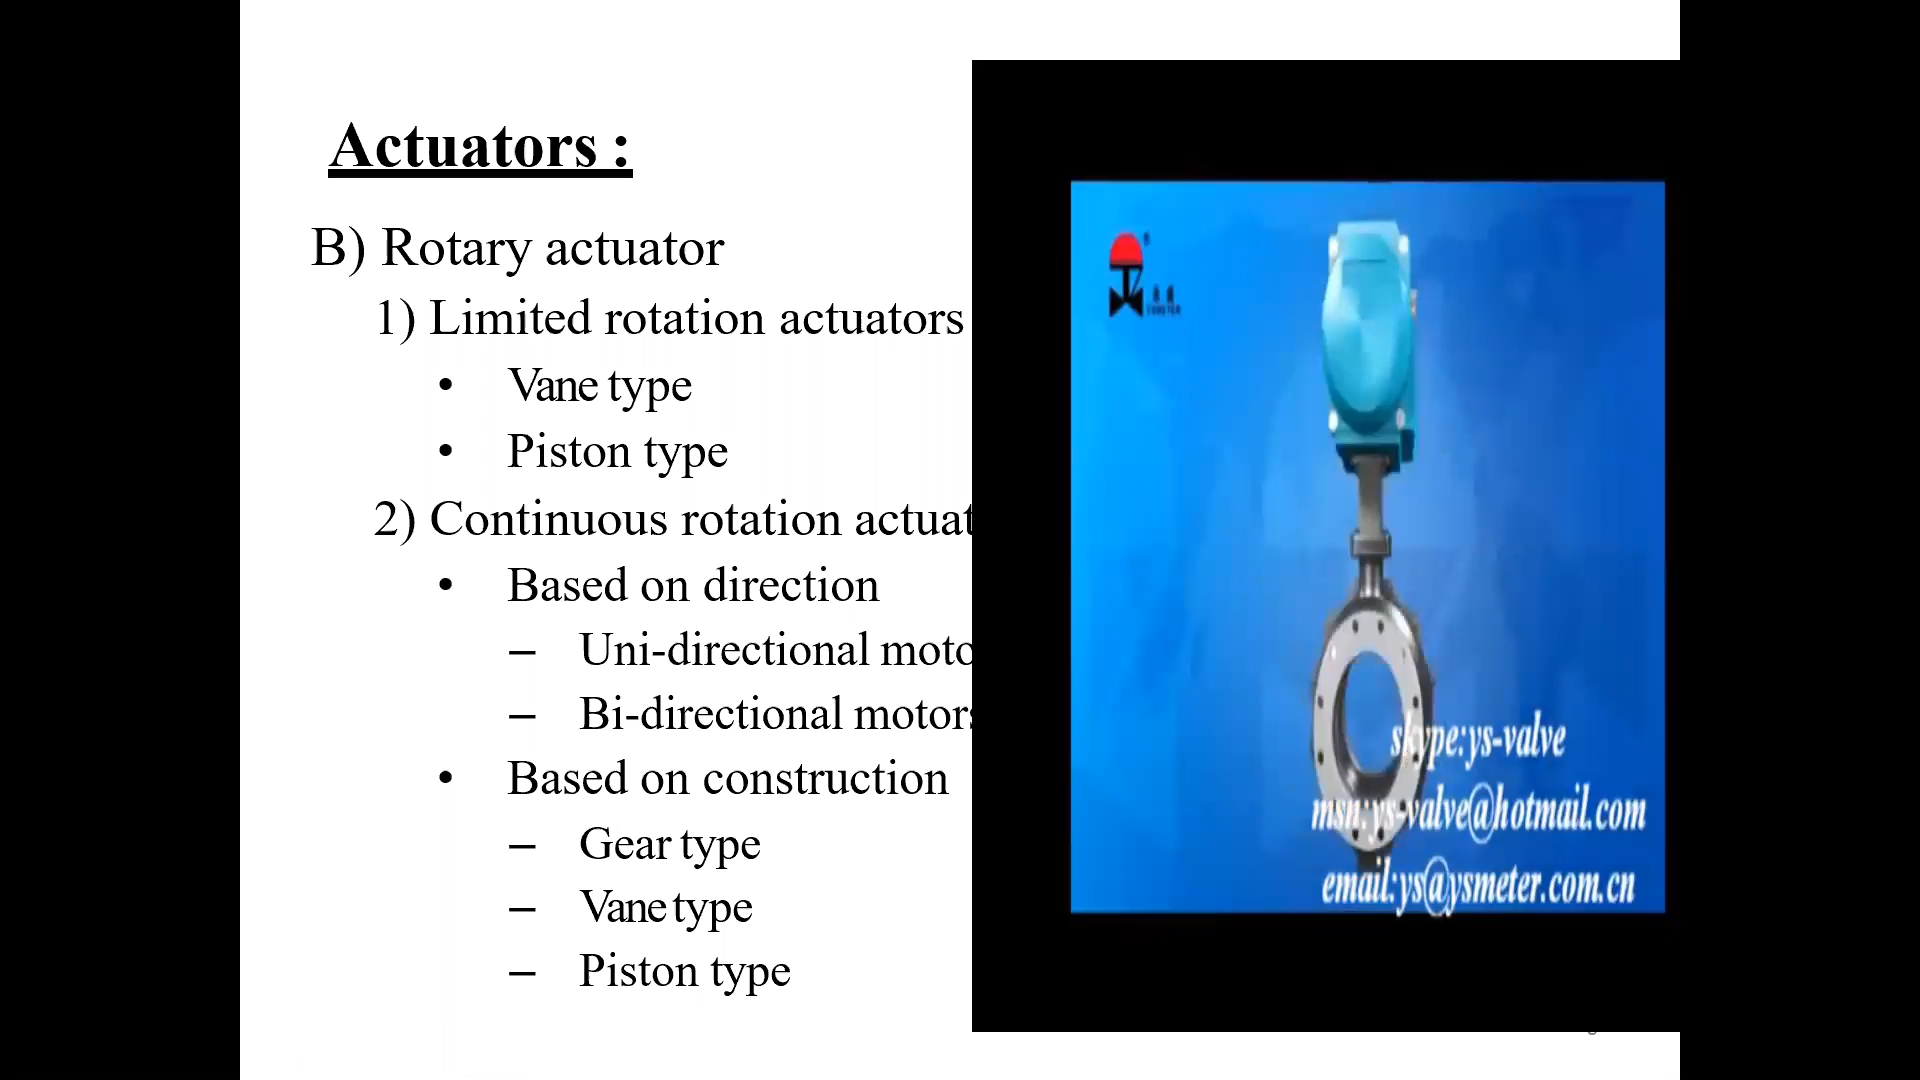 Actuators :
B) Rotary actuator
1) Limited rotation actuators
• Vane type
• Piston type
2) Continuous rotation actuat
• Based on direction
– Uni-directional moto
– Bi-directional motors
• Based on construction
– Gear type
– Vane type
– Piston type
skype:ys-valve
msn:ys-valve@hotmail.com
email:ys@ysmeter.com.cn